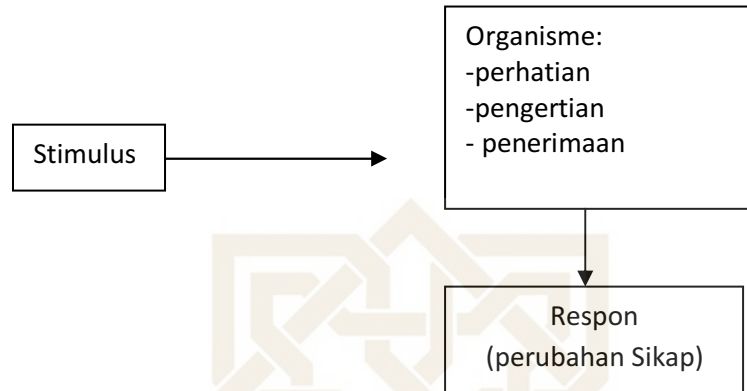 Stimulus
Organisme:
-perhatian
-pengertian
- penerimaan
Respon
(perubahan Sikap)